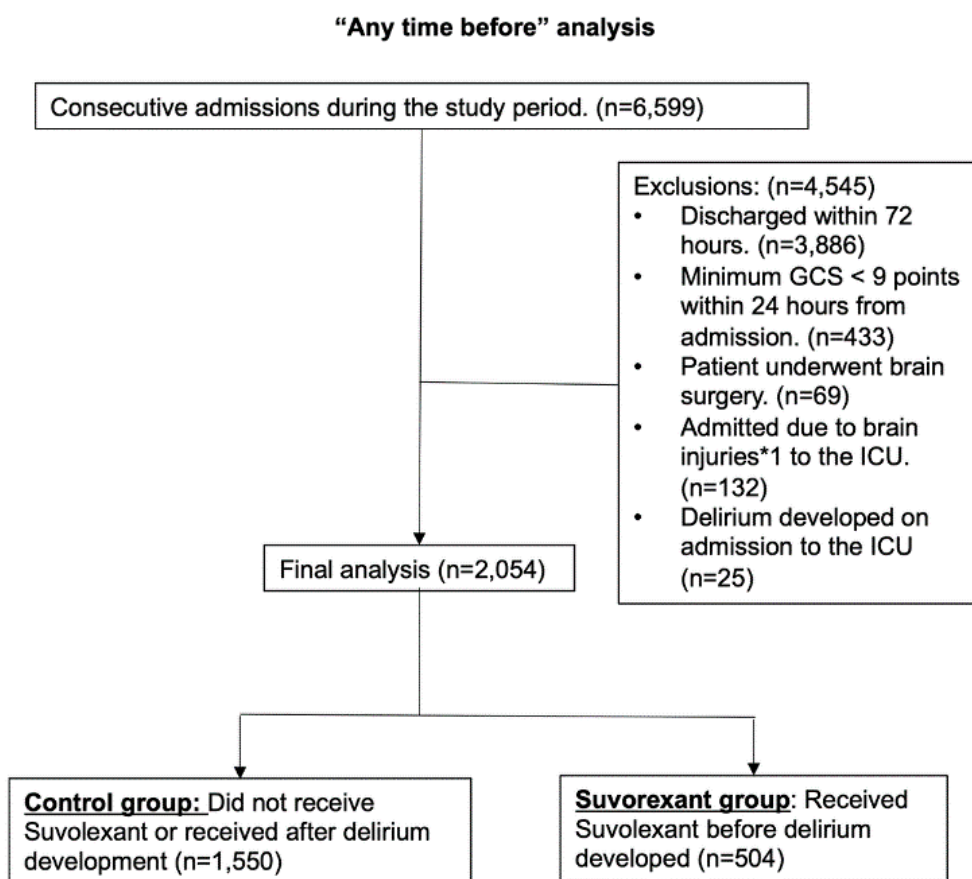 “Any time before” analysis
Consecutive admissions during the study period. (n=6,599)
Exclusions: (n=4,545)
• Discharged within 72
hours. (n=3,886)
• Minimum GCS < 9 points
within 24 hours from
admission. (n=433)
• Patient underwent brain
surgery. (n=69)
• Admitted due to brain
injuries*1 to the ICU.
(n=132)
• Delirium developed on
admission to the ICU
(n=25)
Final analysis (n=2,054)
Control group: Did not receive
Suvolexant or received after delirium
development (n=1,550)
Suvorexant group: Received
Suvolexant before delirium
developed (n=504)